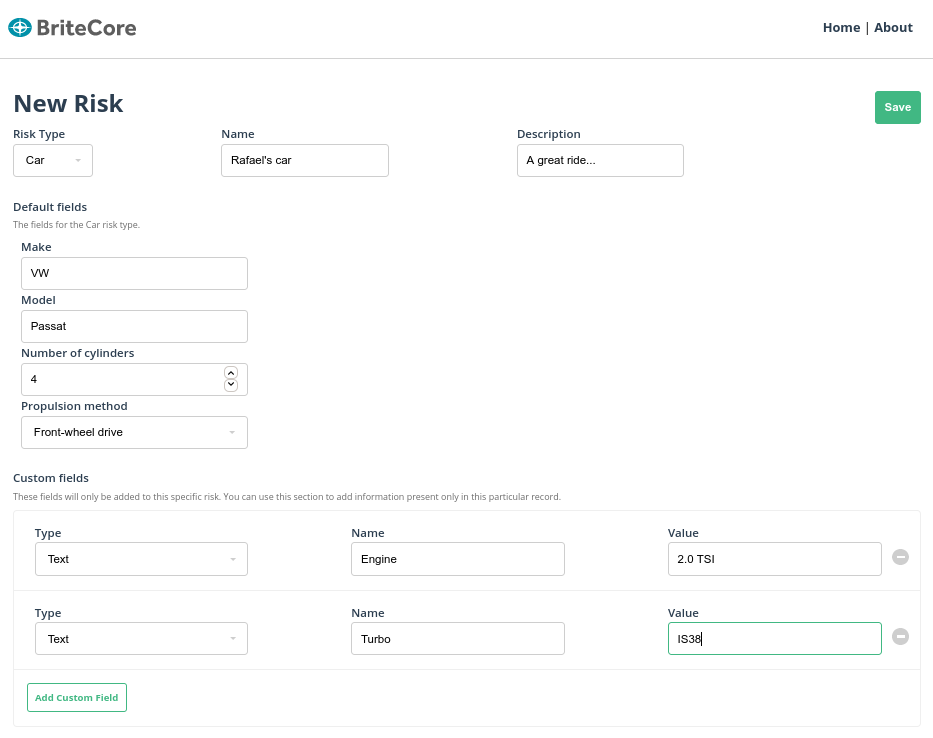 BriteCore
Home | About
New Risk
Save
Risk Type Name Description
Car Rafael's car A great ride...
Default fields
The fields for the Car risk type.
Make
VW
Model
Passat
Number of cylinders
4
Propulsion method
Front-wheel drive
Custom fields
These fields will only be added to this specific risk. You can use this section to add information present only in this particular record.
Type Name Value
Text Engine 2.0 TSI
Type Name Value
Text Turbo IS38
Add Custom Field